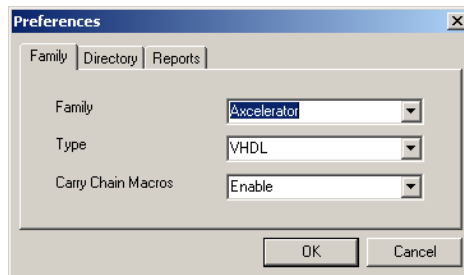 Preferences
Family Directory Reports
Family Axcelerator
Type VHDL
Carry Chain Macros Enable
OK Cancel